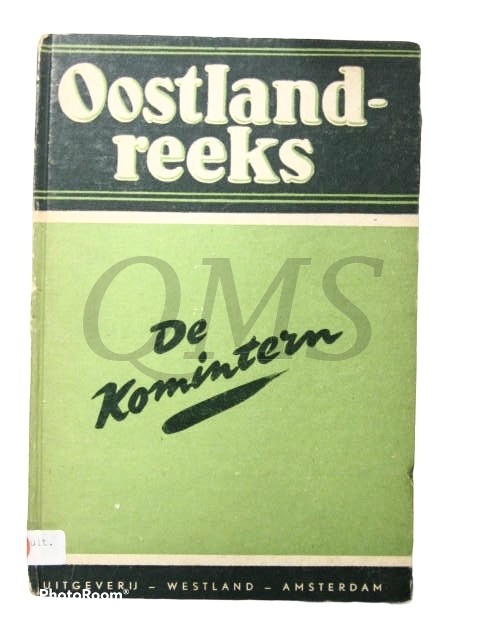 Oostland-
reeks
QMS
De
Komintern
uit.
UITGEVERIJ – WESTLAND – AMSTERDAM
PhotoRoom®